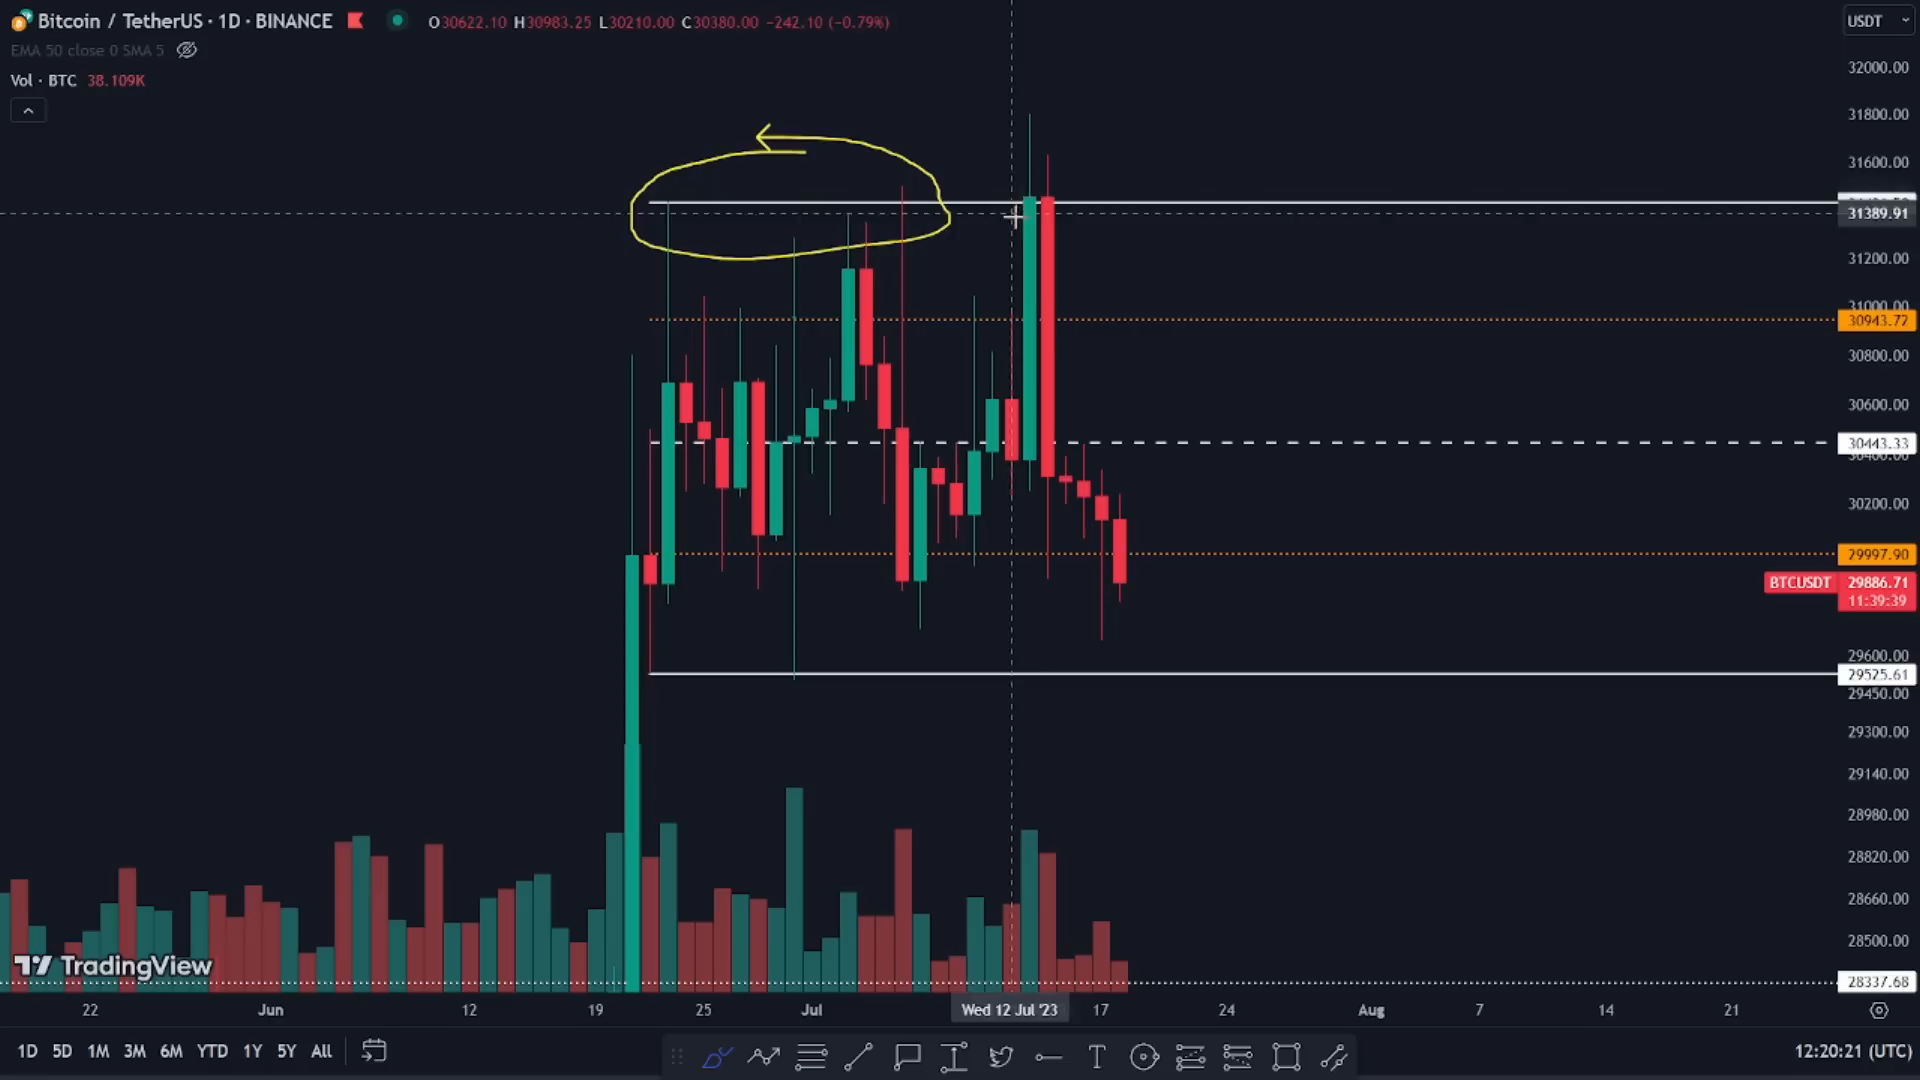 Bitcoin / TetherUS · 1D · BINANCE O30622.10 H30983.25 L30210.00 C30380.00 −242.10 (−0.79%)
EMA 50 close 0 SMA 5
Vol · BTC 38.109K
USDT
32000.00
31800.00
31600.00
31389.91
31200.00
31000.00
30943.72
30800.00
30600.00
30443.33
30400.00
30200.00
29997.90
BTCUSDT 29886.71
11:39:39
29600.00
29525.61
29450.00
29300.00
29140.00
28980.00
28820.00
28660.00
28500.00
28337.68
TradingView
22 Jun 12 19 25 Jul Wed 12 Jul '23 17 24 Aug 7 14 21
1D 5D 1M 3M 6M YTD 1Y 5Y All
T
12:20:21 (UTC)